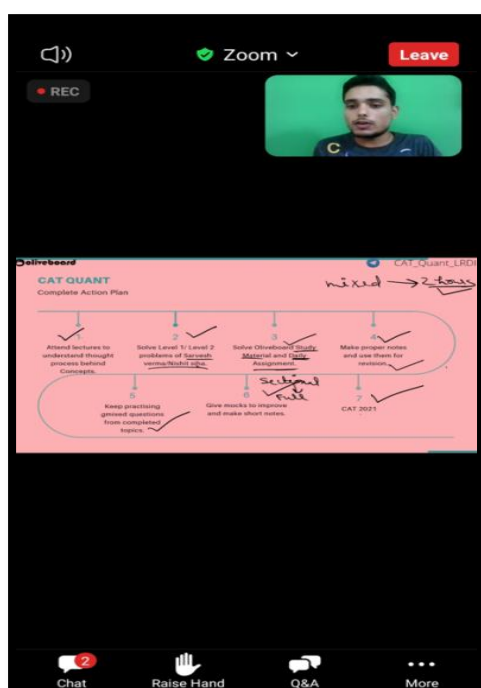 Zoom
Leave
REC
C
oliveboard
CAT_Quant_LRDI
CAT QUANT
Complete Action Plan
mixed → 2 hours
1 2 3 4
Attend lectures to
understand thought
process behind
Concepts.
Solve Level 1/ Level 2
problems of Sarvesh
verma/Nishit siha.
Solve Oliveboard Study
Material and Daily
Assignment.
Make proper notes
and use them for
revision.
Sectional
Full
5 6 7
Keep practising
gmixed questions
from completed
topics.
Give mocks to improve
and make short notes.
CAT 2021
2
Chat
Raise Hand
Q&A
More